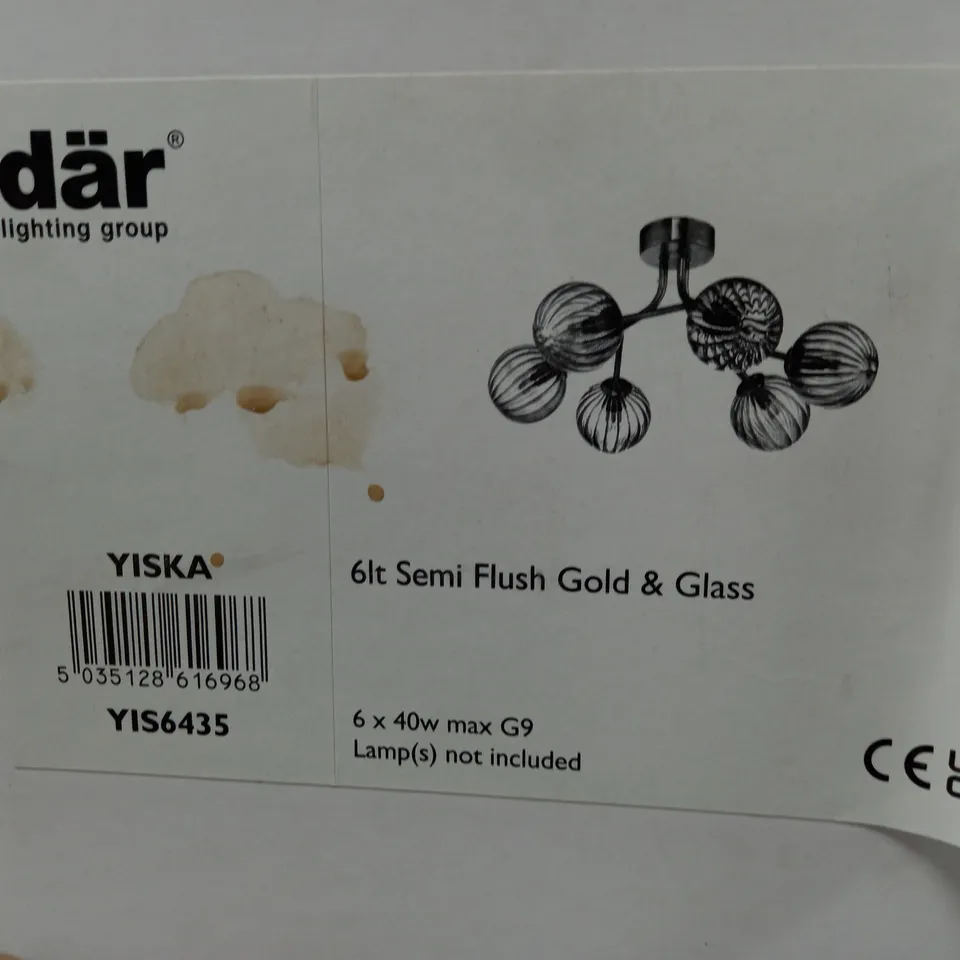 där®
lighting group
YISKA
5 035128 616968
YIS6435
6lt Semi Flush Gold & Glass
6 x 40w max G9
Lamp(s) not included
CE